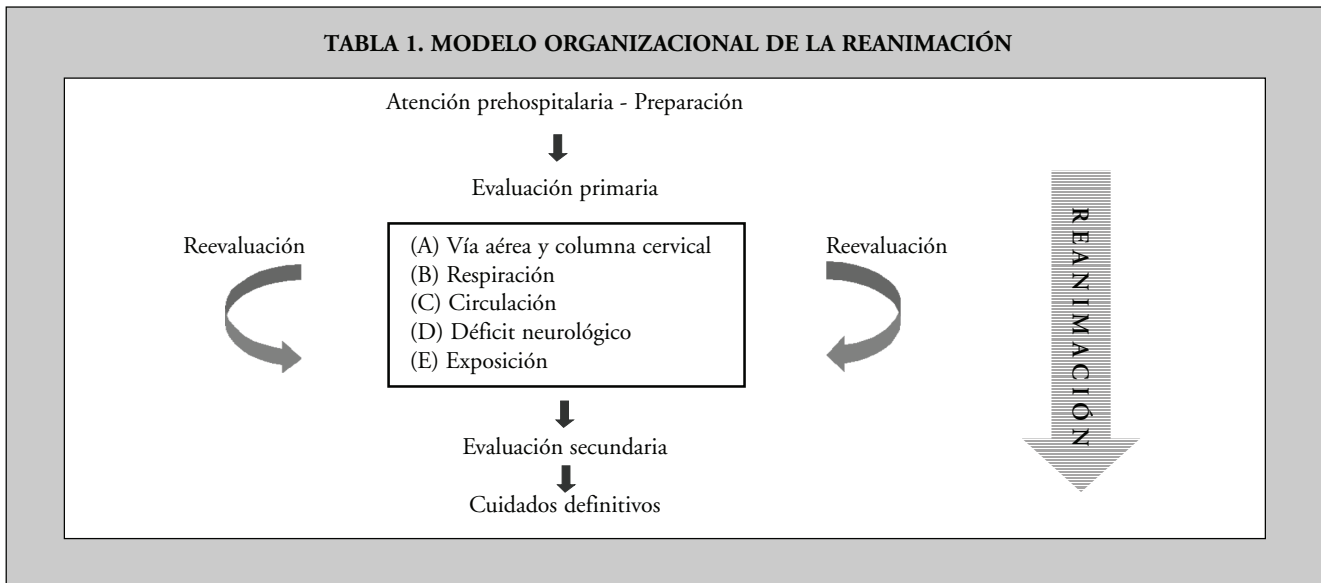 TABLA 1. MODELO ORGANIZACIONAL DE LA REANIMACIÓN
Atención prehospitalaria - Preparación
Evaluación primaria
Reevaluación
(A) Vía aérea y columna cervical
(B) Respiración
(C) Circulación
(D) Déficit neurológico
(E) Exposición
Reevaluación
REANIMACIÓN
Evaluación secundaria
Cuidados definitivos